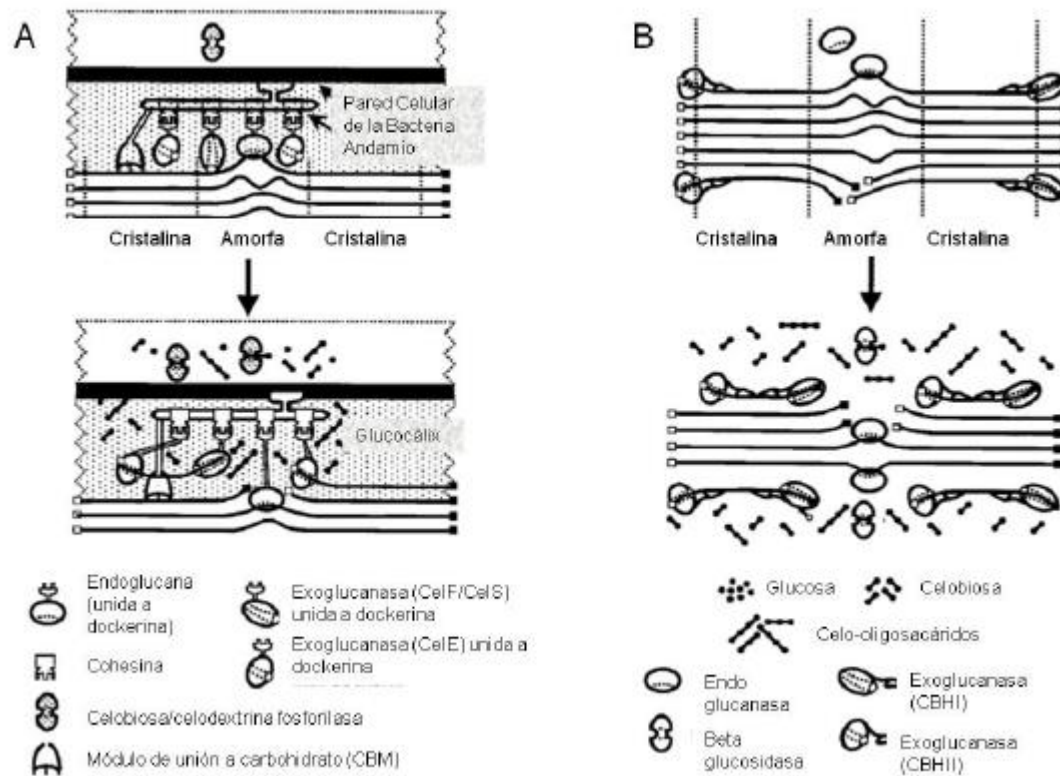 A
Pared Celular
de la Bacteria
Andamio
Cristalina Amorfa Cristalina
Glucocálix
Endoglucana
(unida a
dockerina)
Exoglucanasa (CelF/CelS)
unida a dockerina
Cohesina
Exoglucanasa (CelE) unida a
dockerina
Celobiosa/celodextrina fosforilasa
Módulo de unión a carbohidrato (CBM)
B
Cristalina Amorfa Cristalina
Glucosa Celobiosa
Celo-oligosacáridos
Endo
glucanasa
Exoglucanasa
(CBHI)
Beta
glucosidasa
Exoglucanasa
(CBHII)